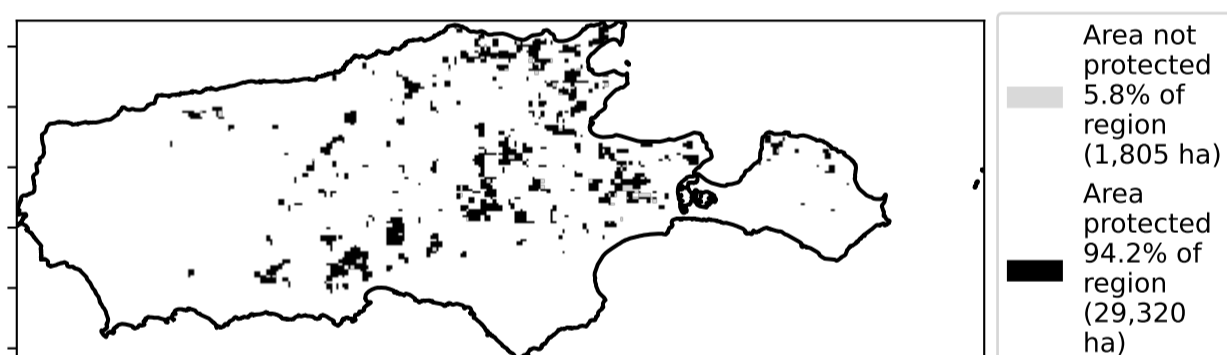 Area not
protected
5.8% of
region
(1,805 ha)
Area
protected
94.2% of
region
(29,320
ha)